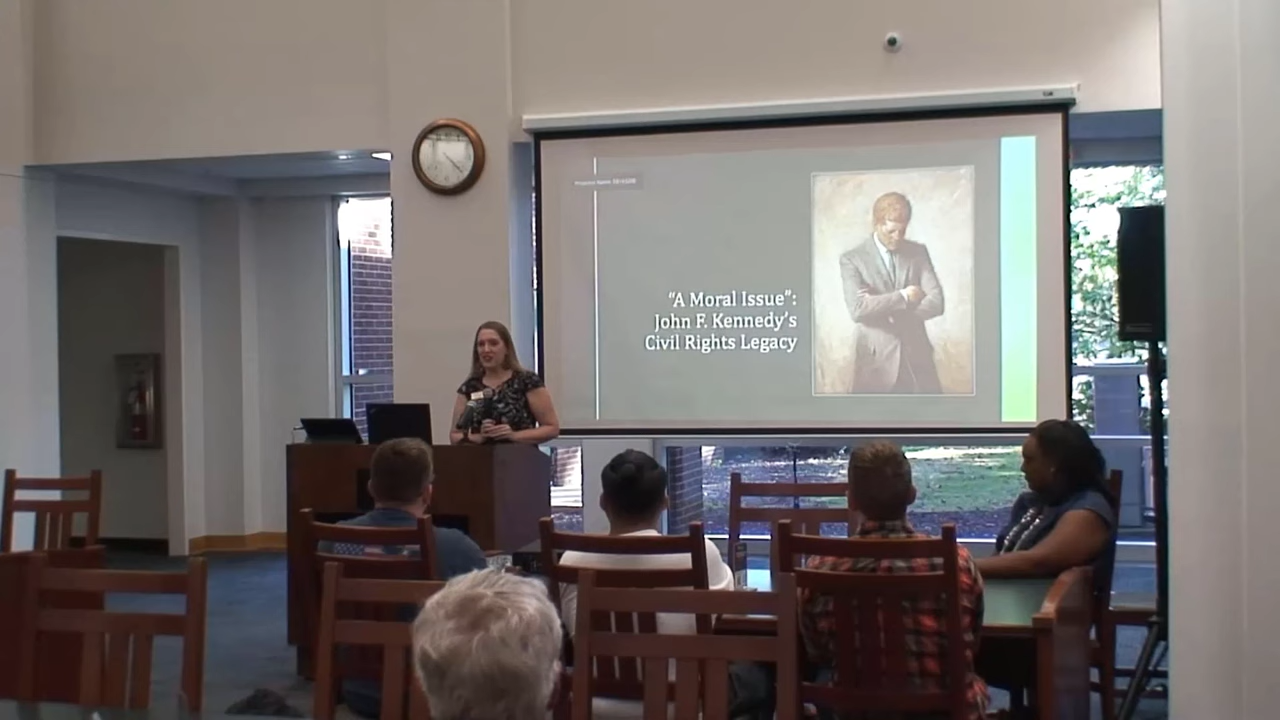 “A Moral Issue”:
John F. Kennedy’s
Civil Rights Legacy